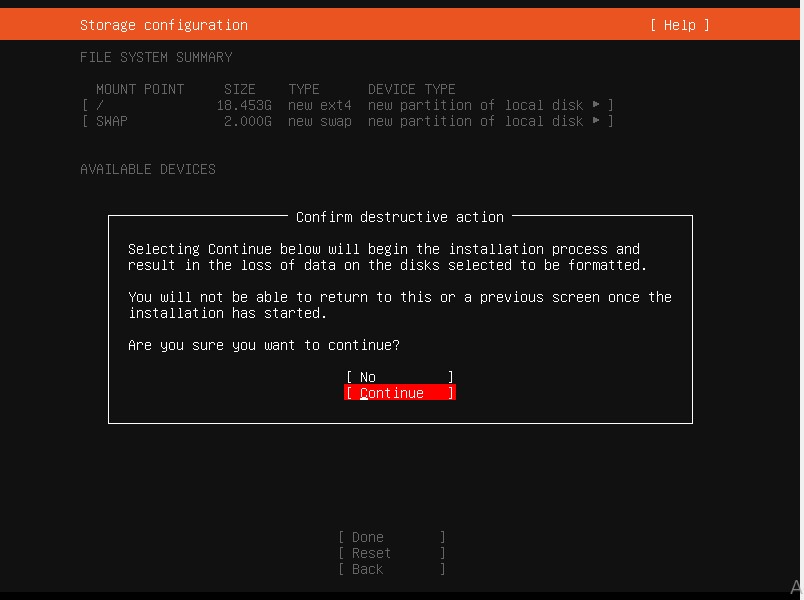 Storage configuration [ Help ]
FILE SYSTEM SUMMARY
MOUNT POINT SIZE TYPE DEVICE TYPE
[ / 18.453G new ext4 new partition of local disk ▸ ]
[ SWAP 2.000G new swap new partition of local disk ▸ ]
AVAILABLE DEVICES
Confirm destructive action
Selecting Continue below will begin the installation process and
result in the loss of data on the disks selected to be formatted.
You will not be able to return to this or a previous screen once the
installation has started.
Are you sure you want to continue?
[ No ]
[ Continue ]
[ Done ]
[ Reset ]
[ Back ]
A